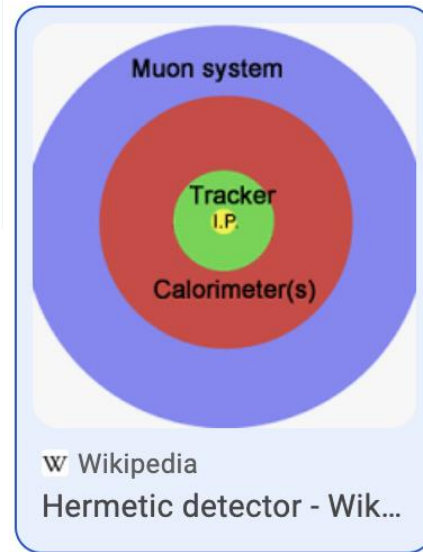 Muon system
Tracker
I.P.
Calorimeter(s)
W Wikipedia
Hermetic detector - Wik...